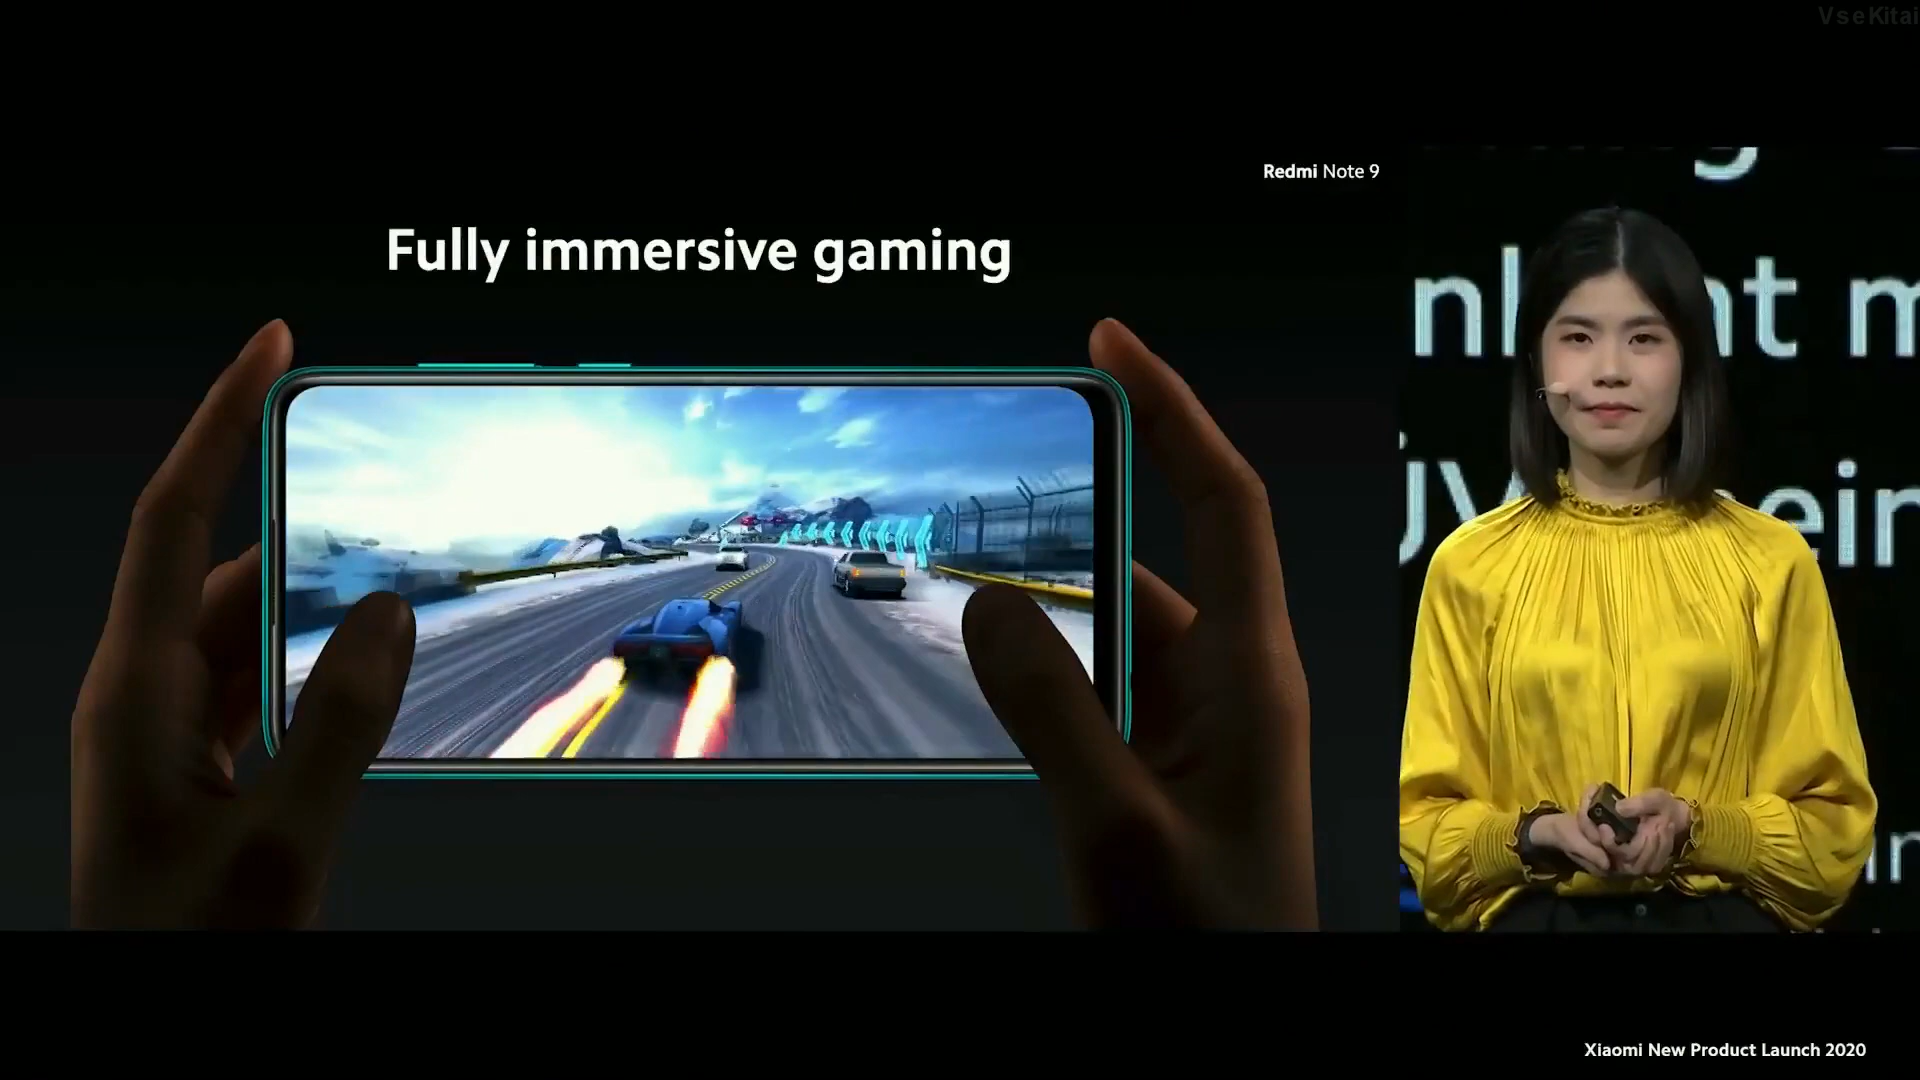 VseKitai
Redmi Note 9
Fully immersive gaming
Xiaomi New Product Launch 2020